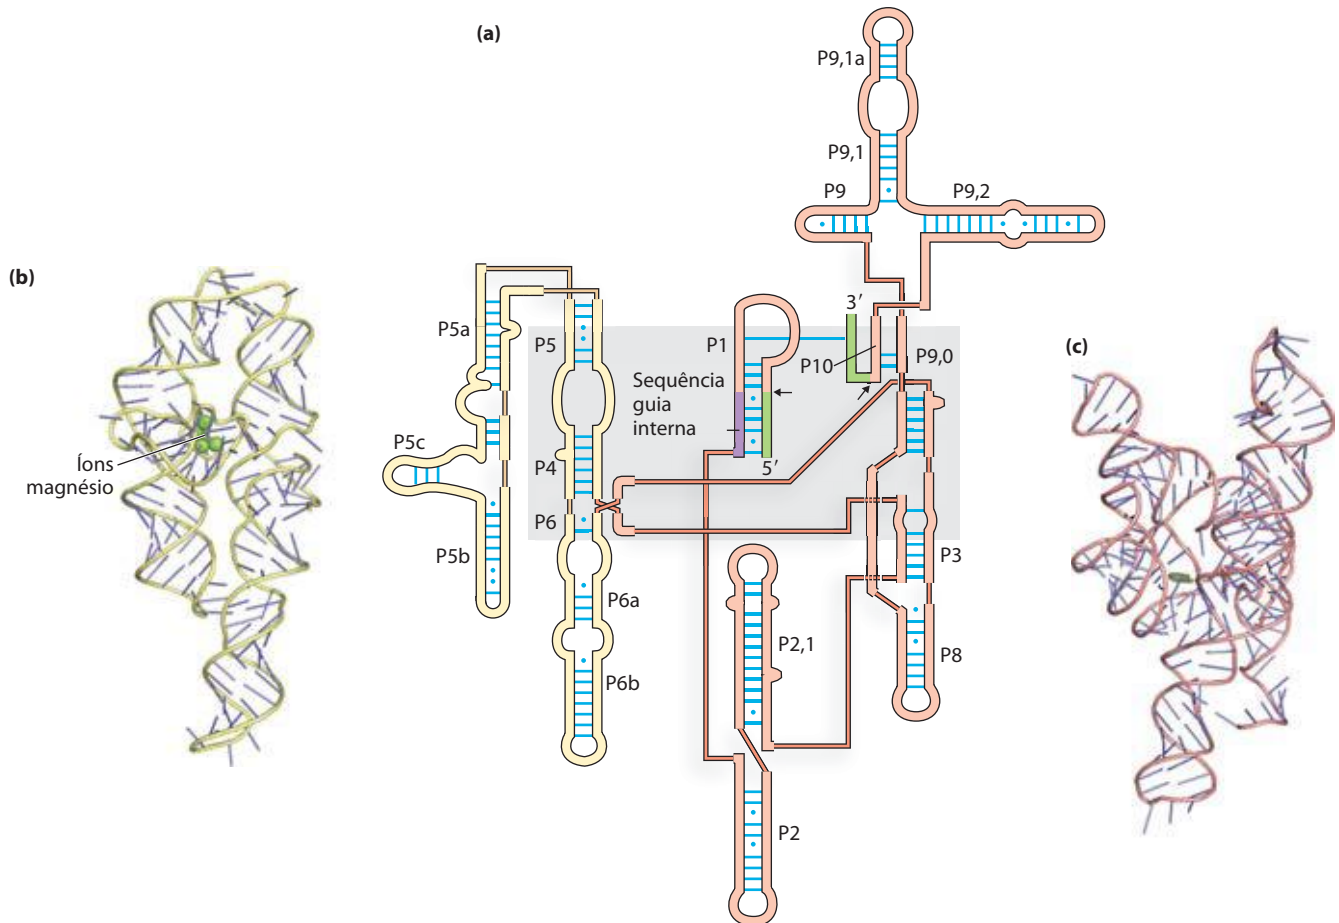 (a)
P9,1a
P9,1
P9
P9,2
(b)
3′
P5a
P5
P1
P10
P9,0
(c)
Sequência
guia
interna
Íons
magnésio
P5c
P4
5′
P6
P5b
P3
P6a
P2,1
P8
P6b
P2